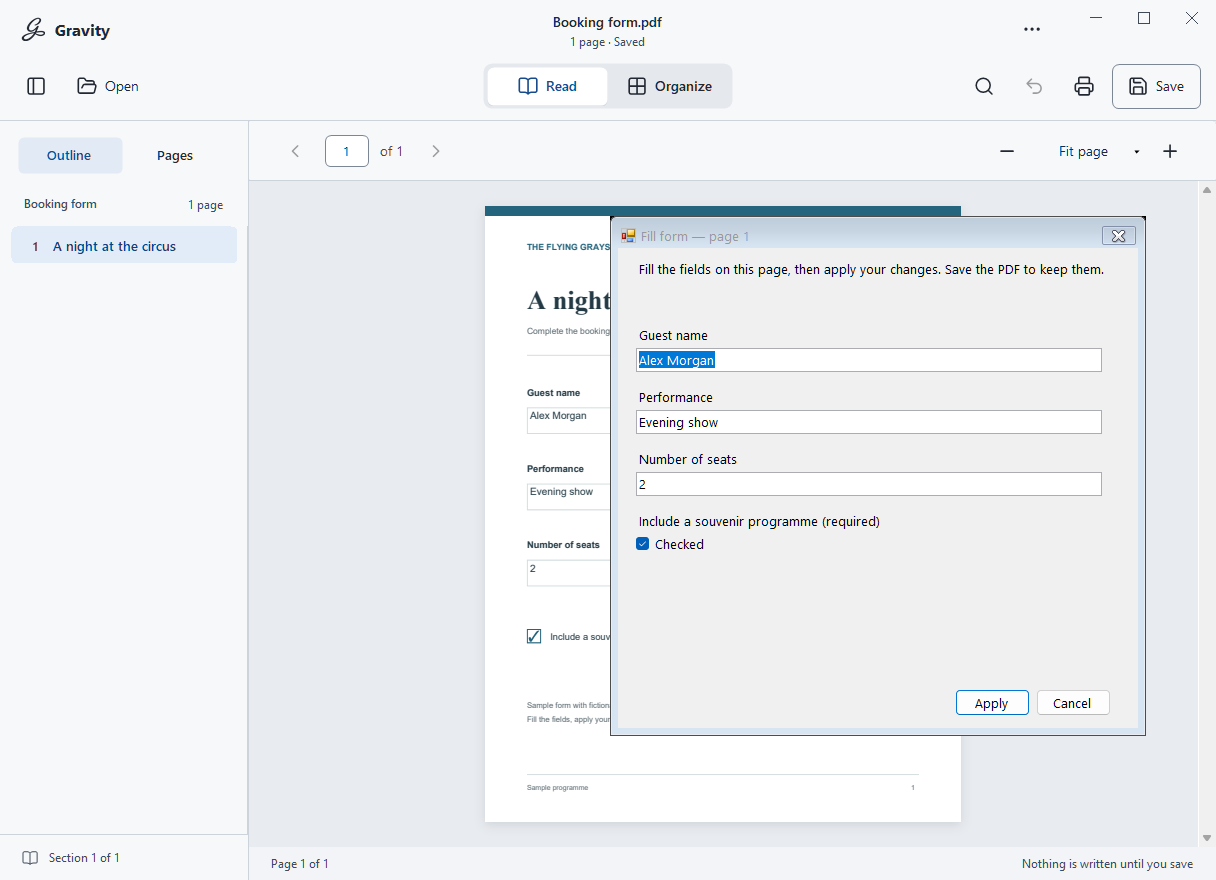 Gravity
Booking form.pdf
1 page · Saved
Open
Read
Organize
Save
Outline
Pages
Booking form
1 page
1 A night at the circus
1
of 1
Fit page
THE FLYING GRAYS
A night
Complete the booking
Guest name
Alex Morgan
Performance
Evening show
Number of seats
2
Include a souv
Sample form with fiction
Fill the fields, apply your
Sample programme
1
Fill form — page 1
Fill the fields on this page, then apply your changes. Save the PDF to keep them.
Guest name
Alex Morgan
Performance
Evening show
Number of seats
2
Include a souvenir programme (required)
Checked
Apply
Cancel
Section 1 of 1
Page 1 of 1
Nothing is written until you save